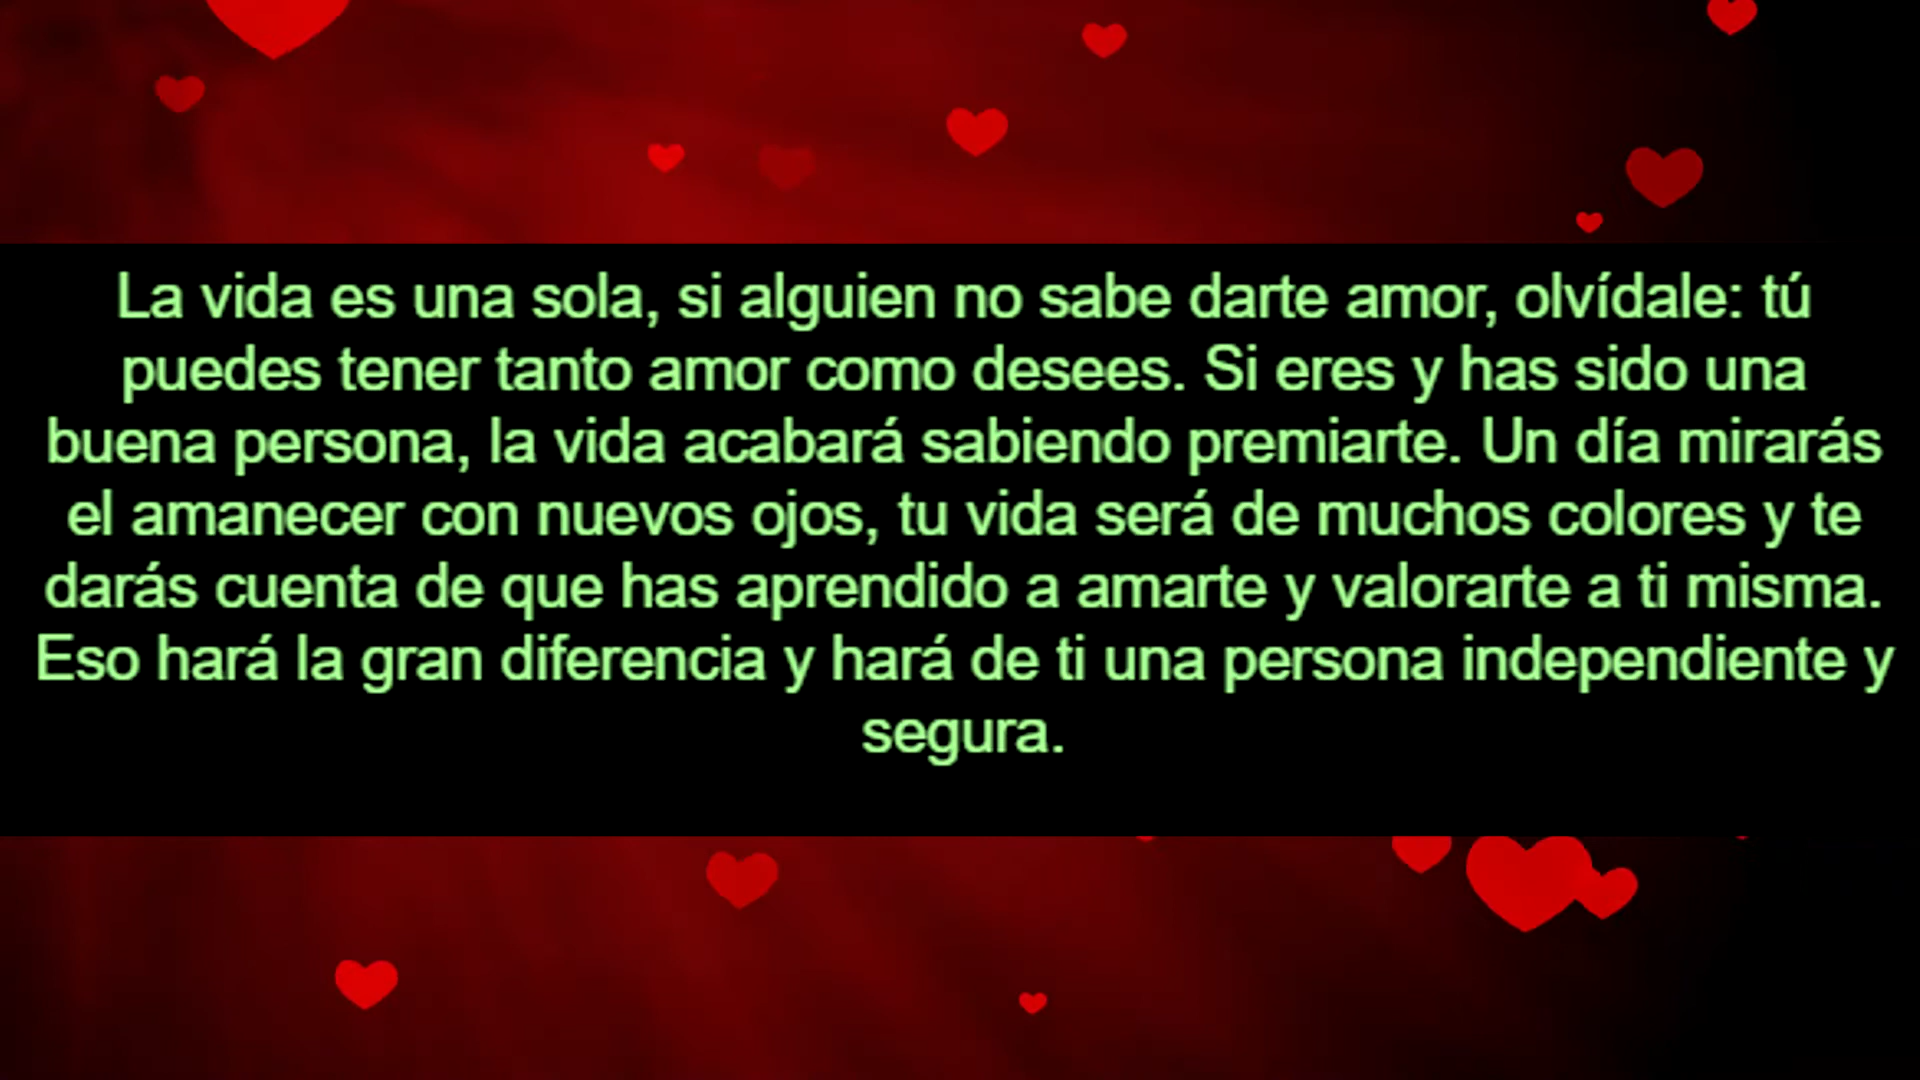 La vida es una sola, si alguien no sabe darte amor, olvídale: tú
puedes tener tanto amor como desees. Si eres y has sido una
buena persona, la vida acabará sabiendo premiarte. Un día mirarás
el amanecer con nuevos ojos, tu vida será de muchos colores y te
darás cuenta de que has aprendido a amarte y valorarte a ti misma.
Eso hará la gran diferencia y hará de ti una persona independiente y
segura.